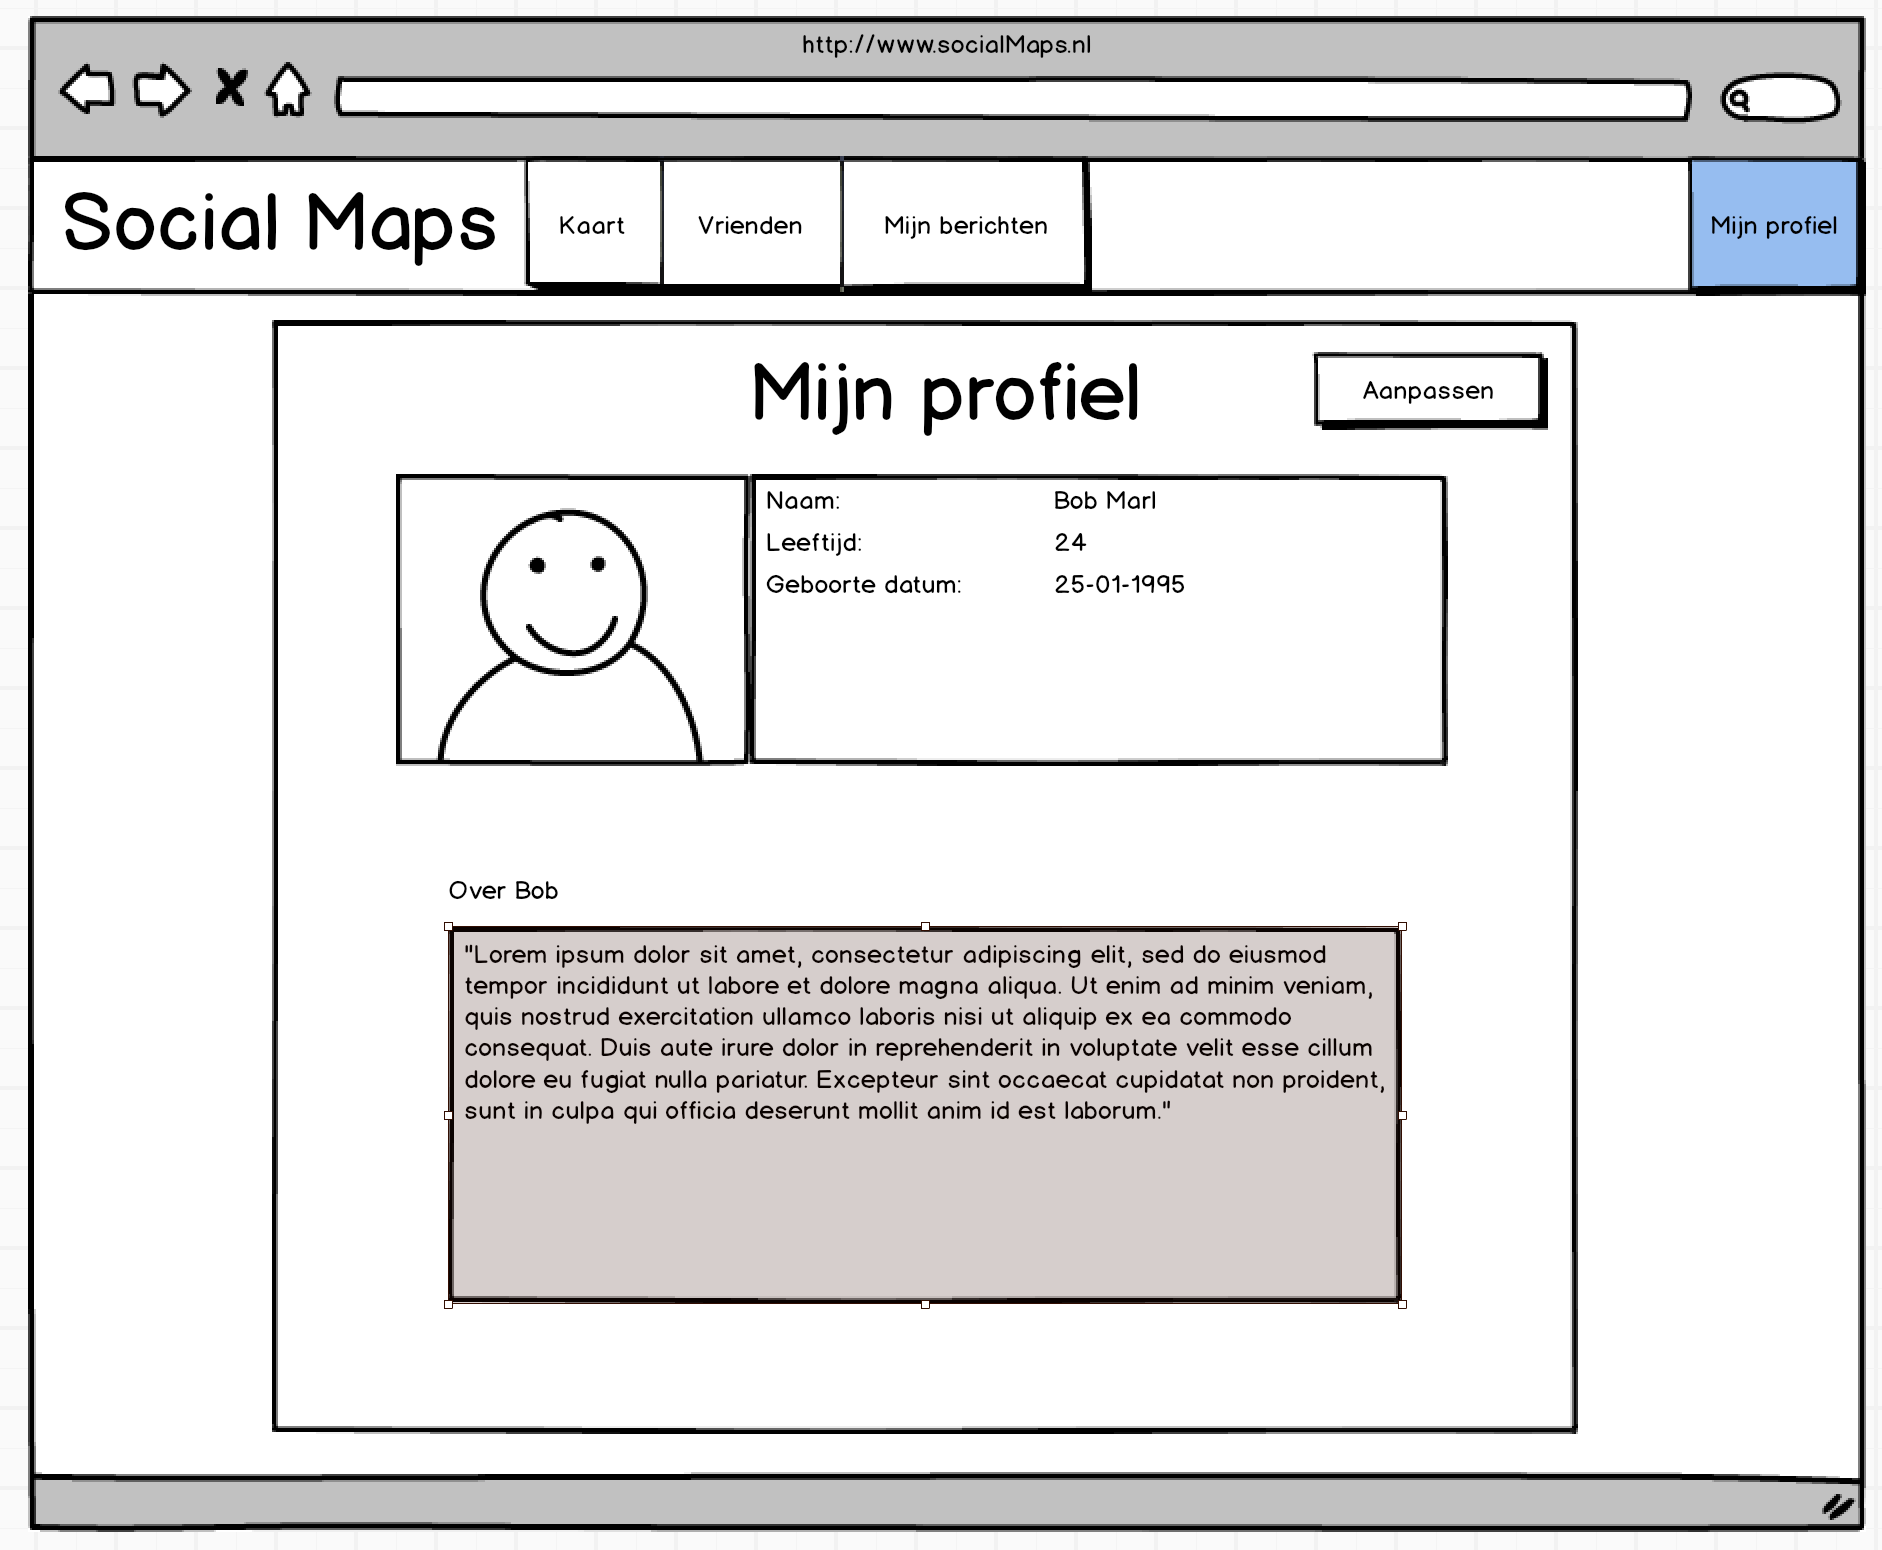 http://www.socialMaps.nl
Social Maps
Kaart
Vrienden
Mijn berichten
Mijn profiel
Mijn profiel
Aanpassen
Naam: Bob Marl
Leeftijd: 24
Geboorte datum: 25-01-1995
Over Bob
"Lorem ipsum dolor sit amet, consectetur adipiscing elit, sed do eiusmod
tempor incididunt ut labore et dolore magna aliqua. Ut enim ad minim veniam,
quis nostrud exercitation ullamco laboris nisi ut aliquip ex ea commodo
consequat. Duis aute irure dolor in reprehenderit in voluptate velit esse cillum
dolore eu fugiat nulla pariatur. Excepteur sint occaecat cupidatat non proident,
sunt in culpa qui officia deserunt mollit anim id est laborum."